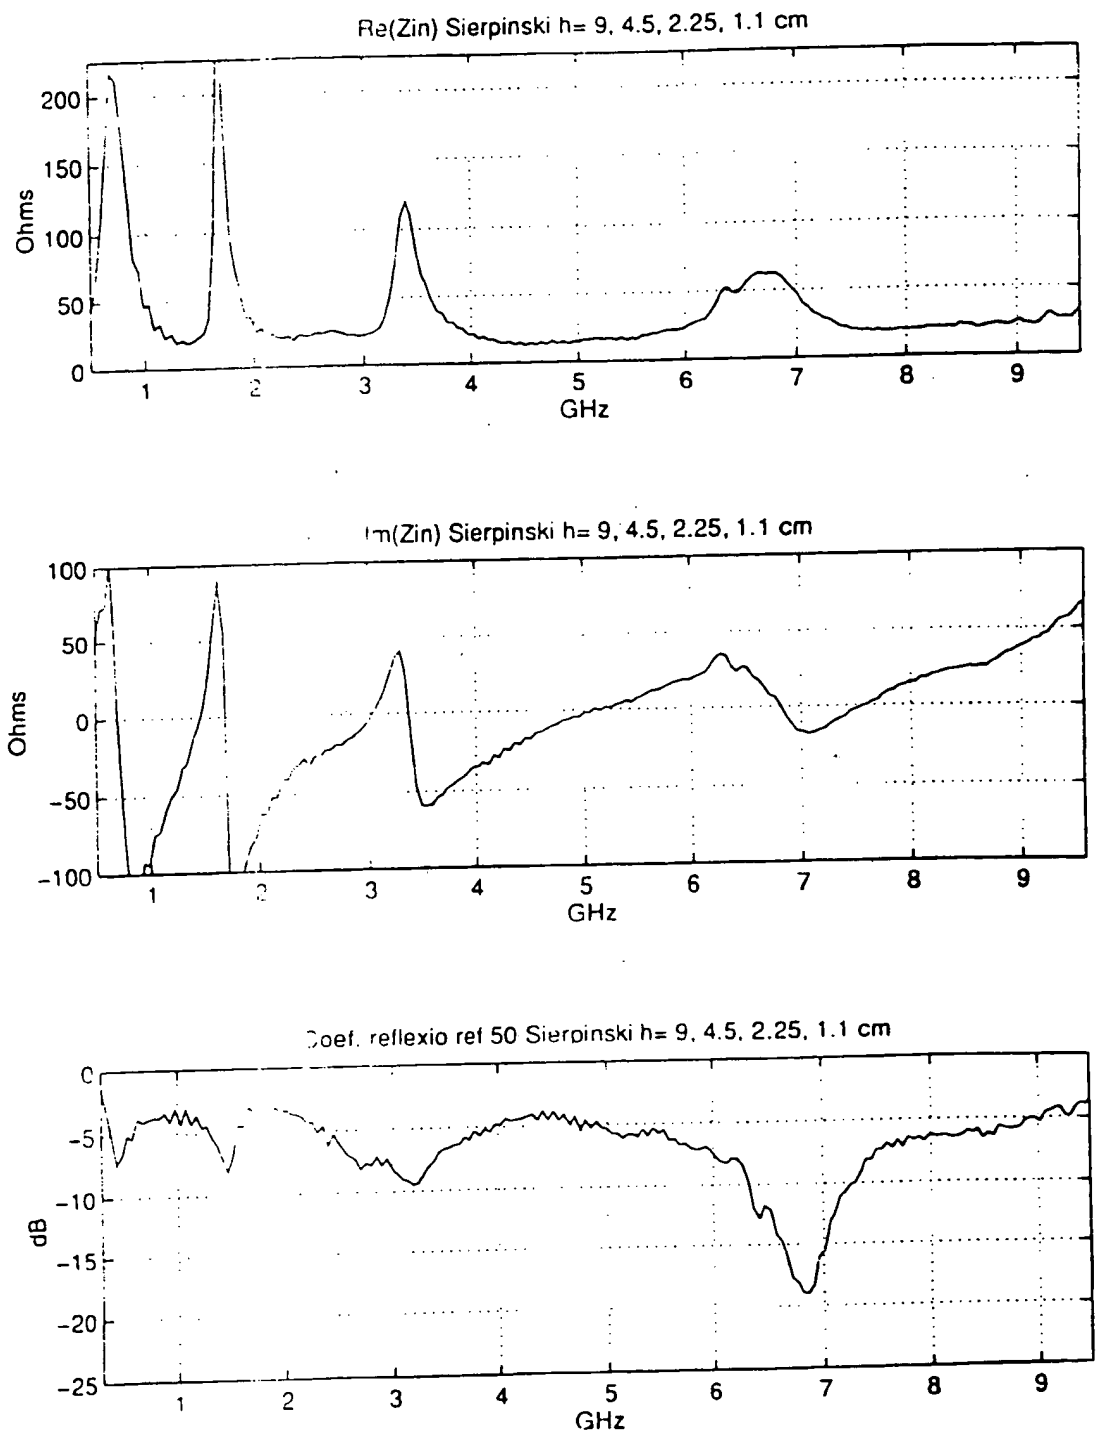 Re(Zin) Sierpinski h= 9, 4.5, 2.25, 1.1 cm
200
150
100
50
0
Ohms
1 2 3 4 5 6 7 8 9
GHz
Im(Zin) Sierpinski h= 9, 4.5, 2.25, 1.1 cm
100
50
0
-50
-100
Ohms
1 2 3 4 5 6 7 8 9
GHz
Coef. reflexio ref 50 Sierpinski h= 9, 4.5, 2.25, 1.1 cm
0
-5
-10
-15
-20
-25
dB
1 2 3 4 5 6 7 8 9
GHz